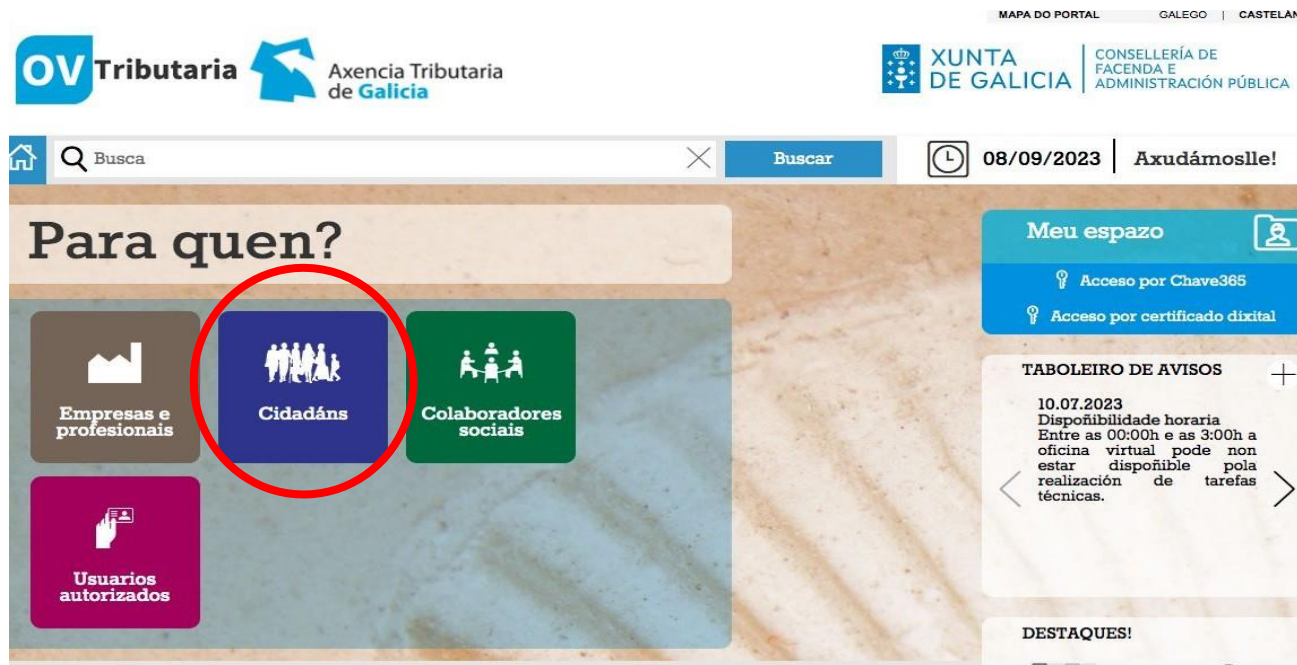 MAPA DO PORTAL GALEGO | CASTELÁN
OV Tributaria
Axencia Tributaria
de Galicia
XUNTA
DE GALICIA
CONSELLERÍA DE
FACENDA E
ADMINISTRACIÓN PÚBLICA
Busca
Buscar
08/09/2023
Axudámoslle!
Para quen?
Empresas e
profesionais
Cidadáns
Colaboradores
sociais
Usuarios
autorizados
Meu espazo
Acceso por Chave365
Acceso por certificado dixital
TABOLEIRO DE AVISOS
10.07.2023
Dispoñibilidade horaria
Entre as 00:00h e as 3:00h a
oficina virtual pode non
estar dispoñible pola
realización de tarefas
técnicas.
DESTAQUES!